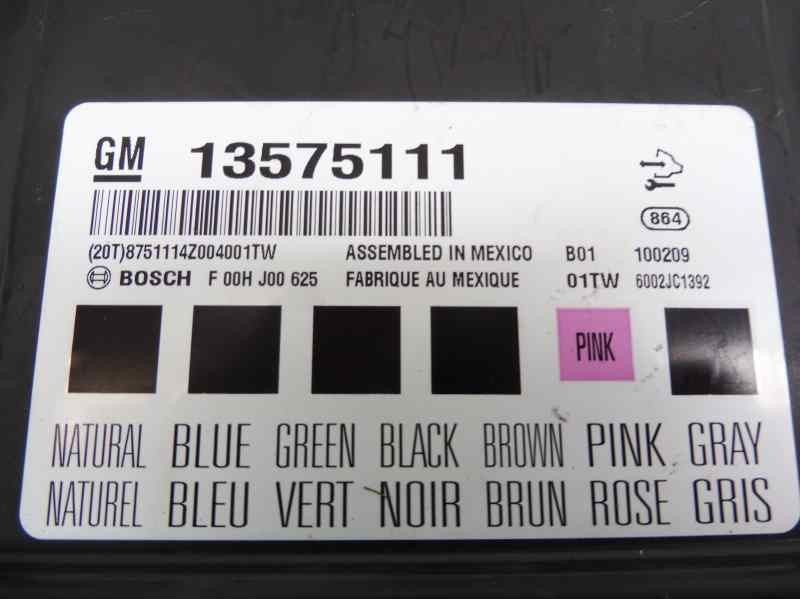 GM 13575111
864
(20T)8751114Z004001TW ASSEMBLED IN MEXICO B01 100209
BOSCH F 00H J00 625 FABRIQUE AU MEXIQUE 01TW 6002JC1392
PINK
NATURAL BLUE GREEN BLACK BROWN PINK GRAY
NATUREL BLEU VERT NOIR BRUN ROSE GRIS